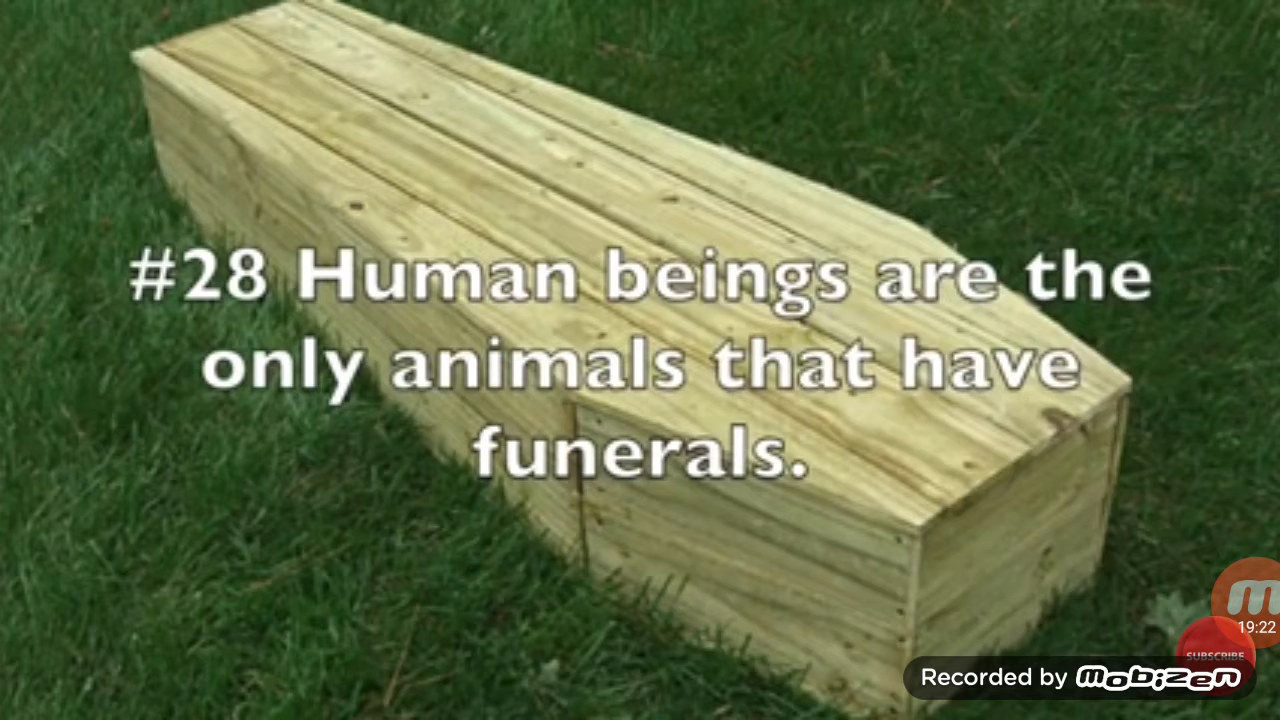 #28 Human beings are the
only animals that have
funerals.
19:22
SUBSCRIBE
Recorded by Mobizen